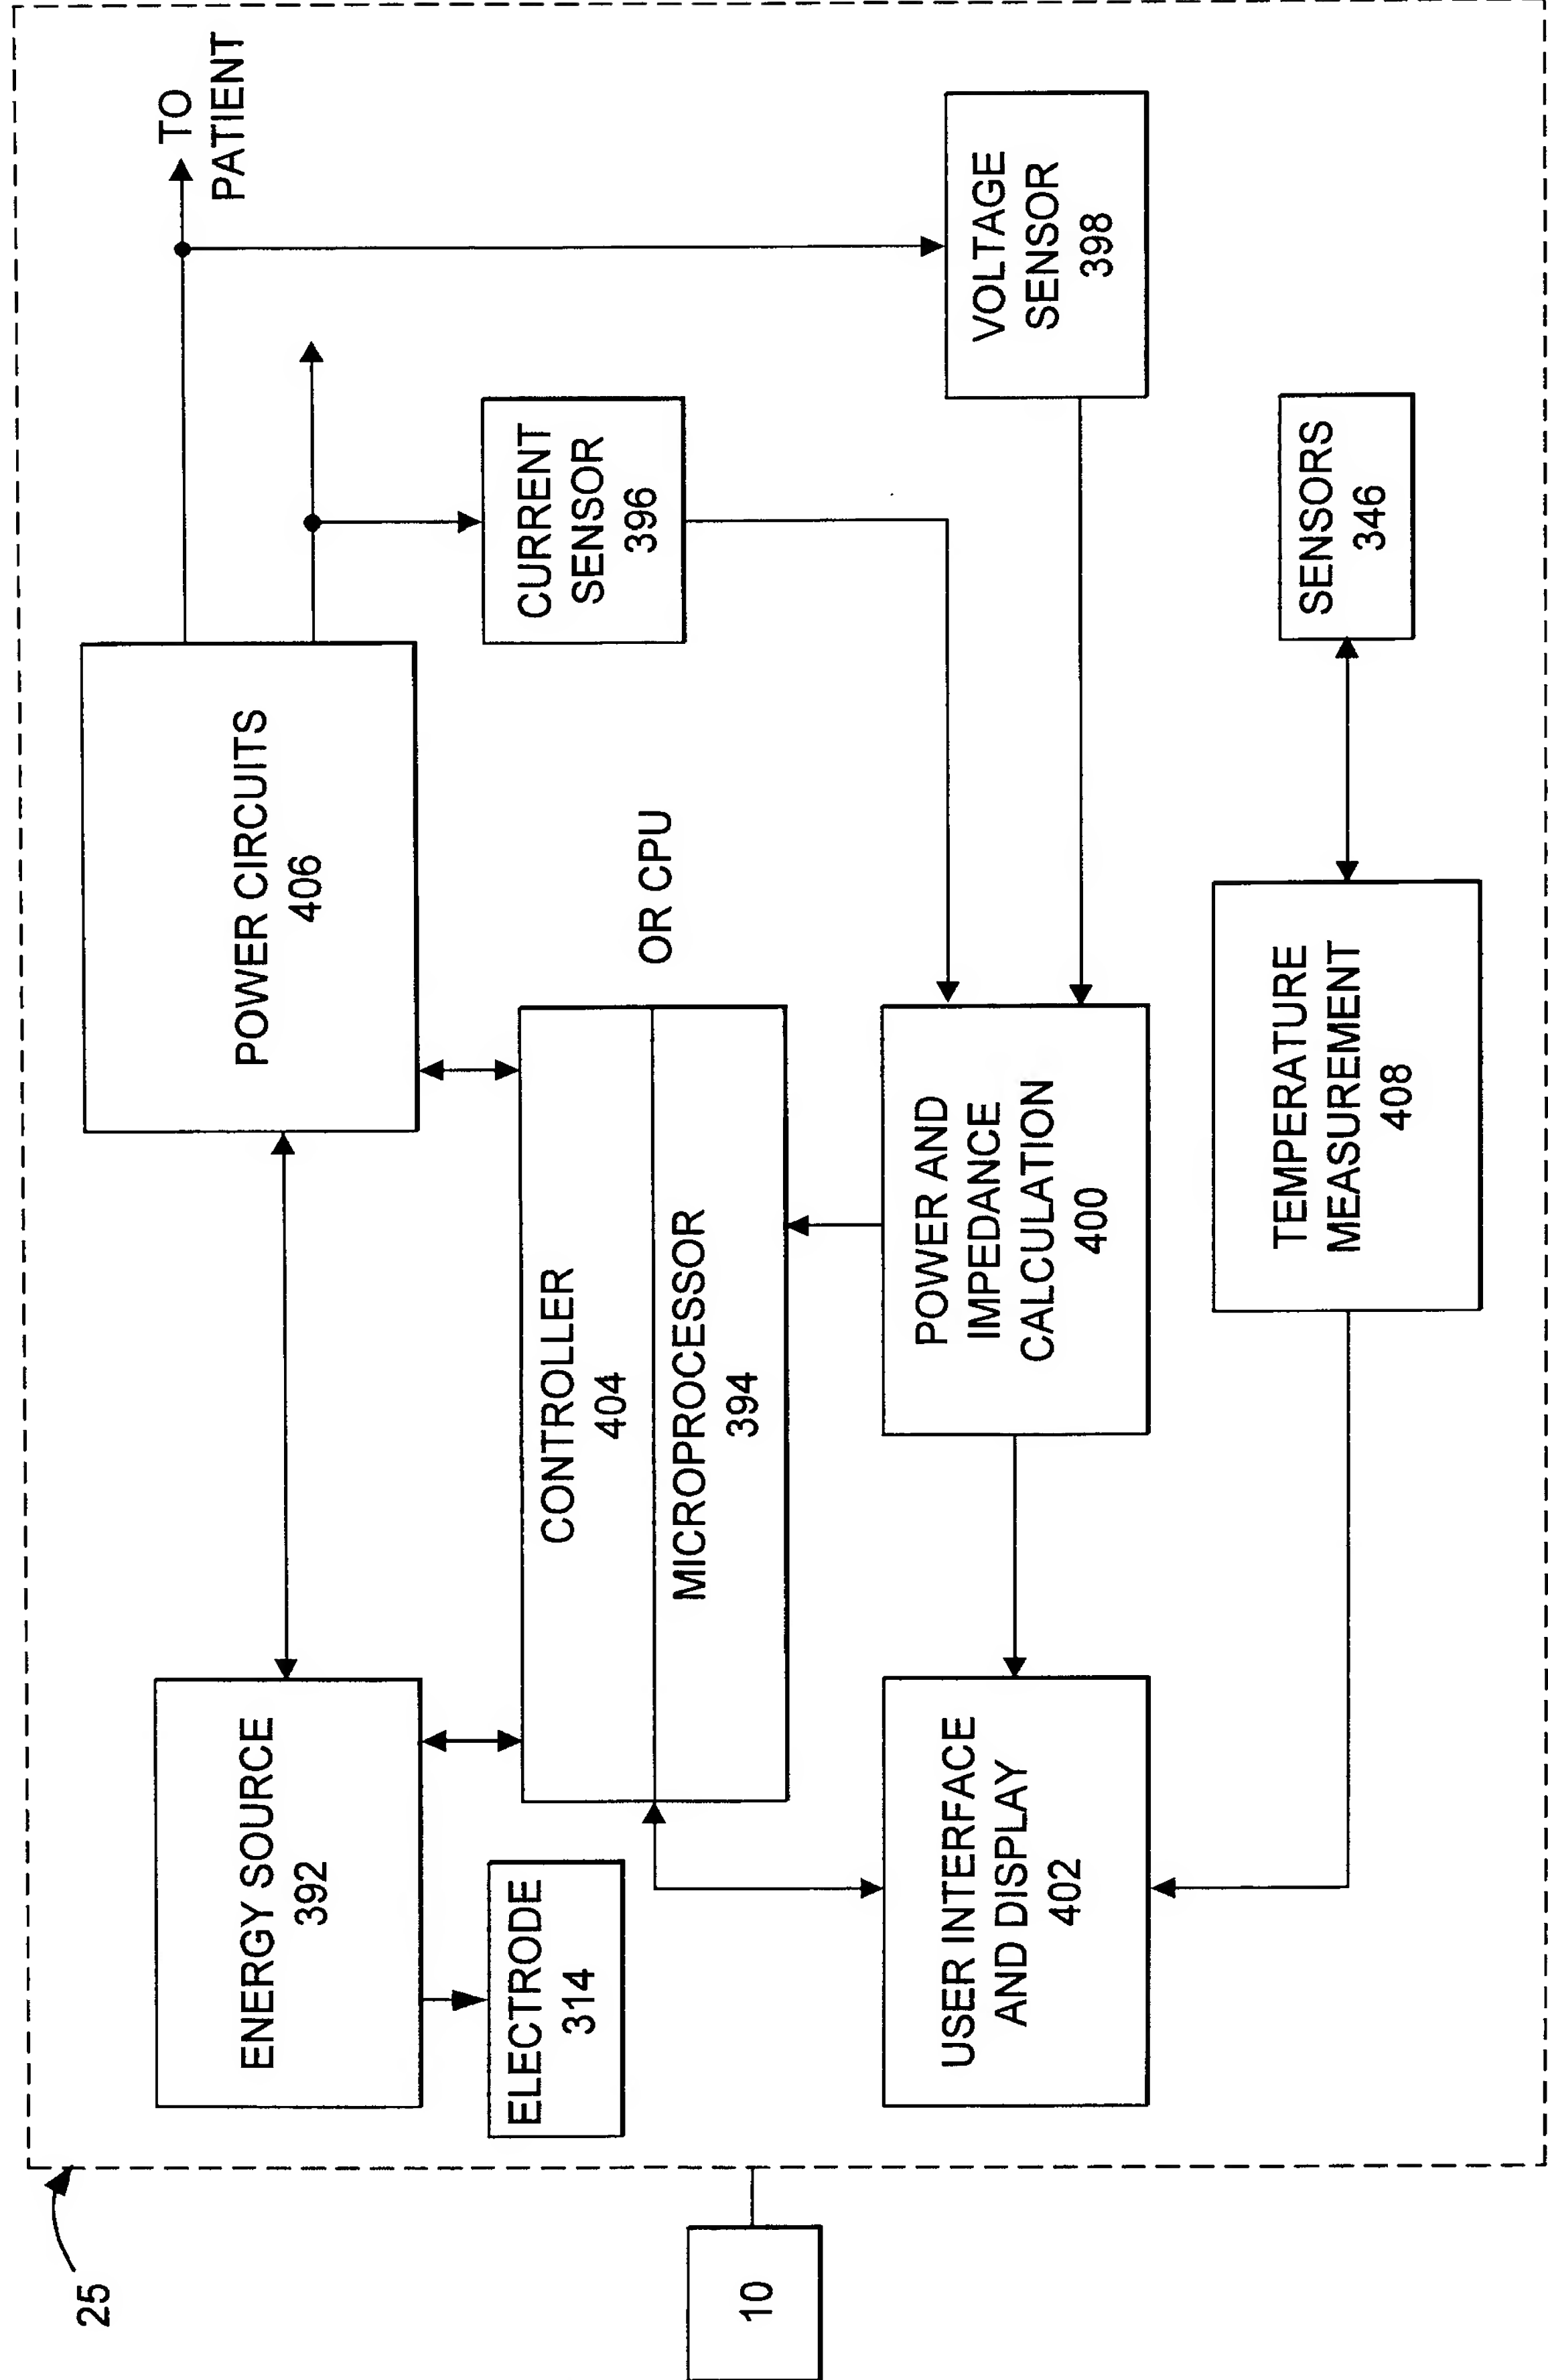 25
10
ENERGY SOURCE
392
ELECTRODE
314
POWER CIRCUITS
406
TO
PATIENT
CONTROLLER
404
MICROPROCESSOR
394
OR CPU
CURRENT
SENSOR
396
VOLTAGE
SENSOR
398
USER INTERFACE
AND DISPLAY
402
POWER AND
IMPEDANCE
CALCULATION
400
TEMPERATURE
MEASUREMENT
408
SENSORS
346